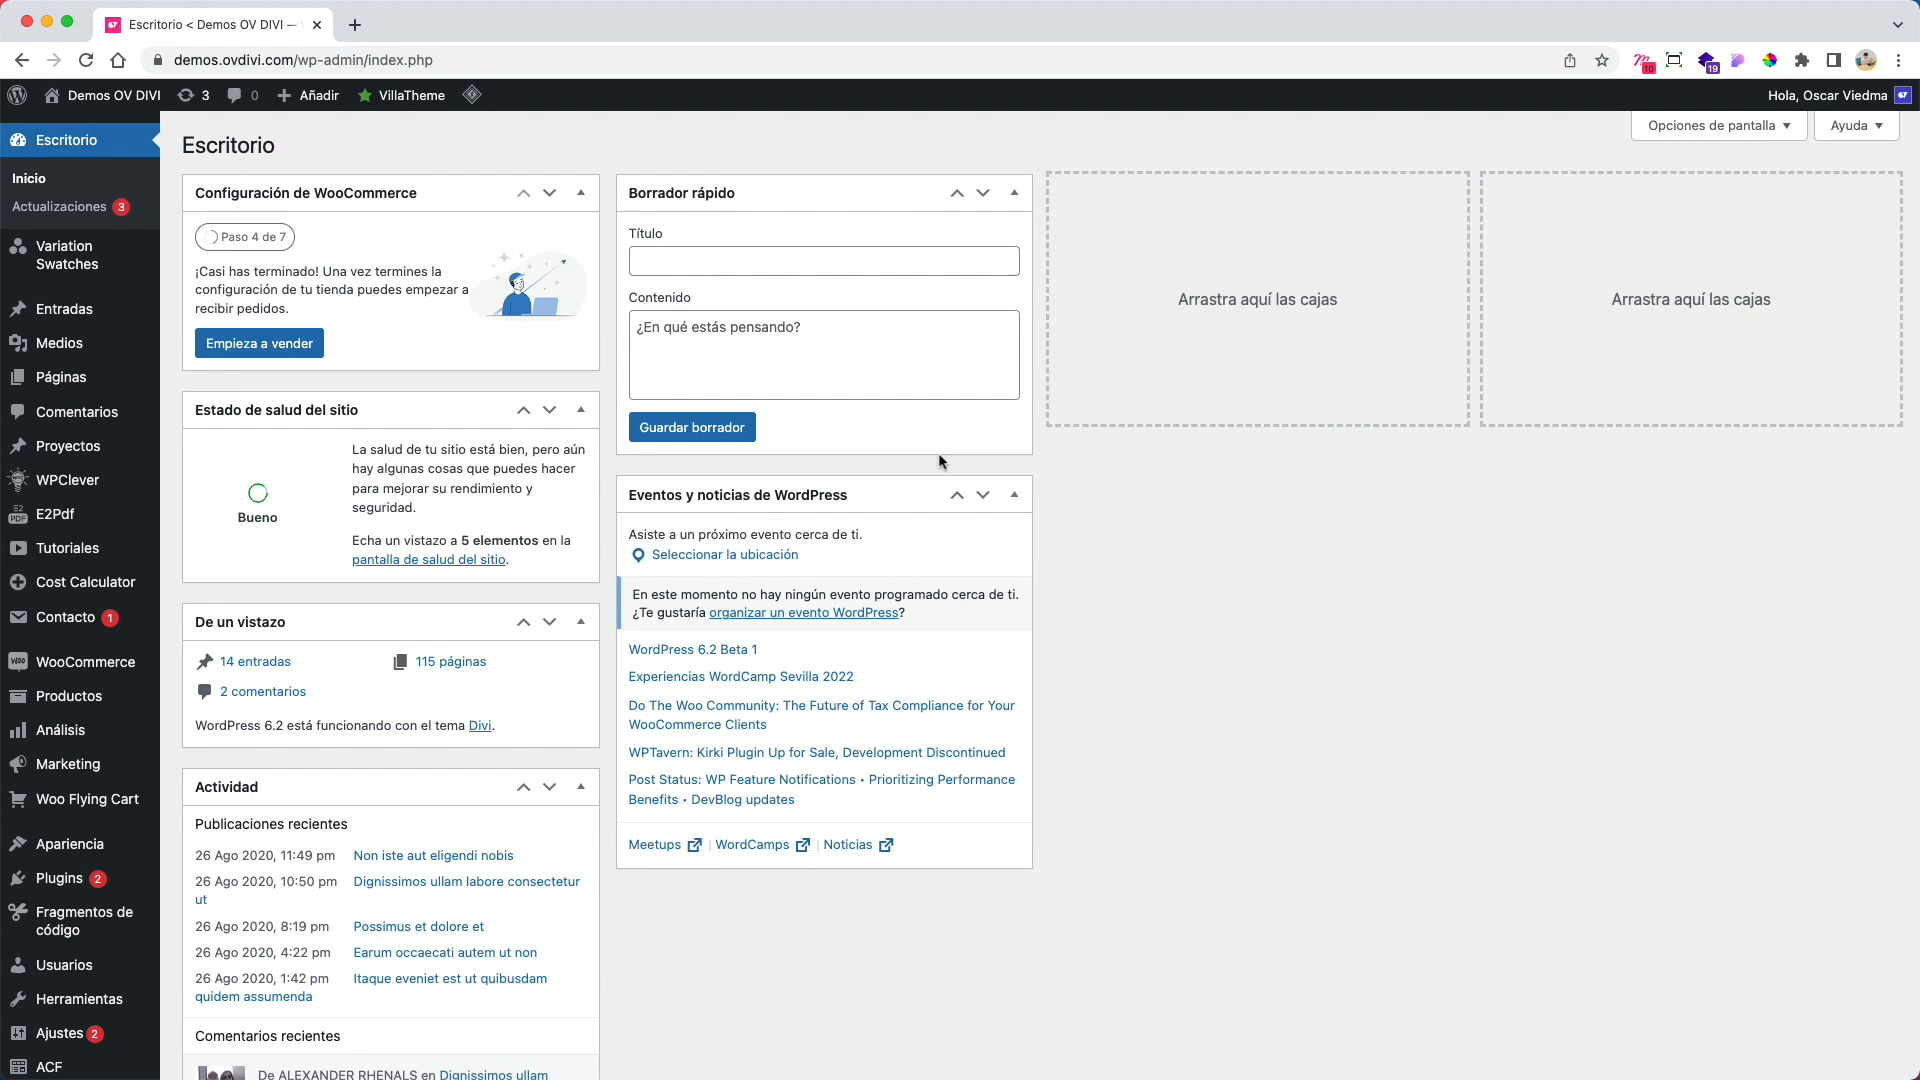 Escritorio < Demos OV DIVI —
demos.ovdivi.com/wp-admin/index.php
10
19
Demos OV DIVI
3
0
Añadir
VillaTheme
Hola, Oscar Viedma
Opciones de pantalla
Ayuda
Escritorio
Inicio
Actualizaciones 3
Variation
Swatches
Entradas
Medios
Páginas
Comentarios
Proyectos
WPClever
E2Pdf
Tutoriales
Cost Calculator
Contacto 1
WooCommerce
Productos
Análisis
Marketing
Woo Flying Cart
Apariencia
Plugins 2
Fragmentos de
código
Usuarios
Herramientas
Ajustes 2
ACF
Escritorio
Configuración de WooCommerce
Paso 4 de 7
¡Casi has terminado! Una vez termines la
configuración de tu tienda puedes empezar a
recibir pedidos.
Empieza a vender
Estado de salud del sitio
Bueno
La salud de tu sitio está bien, pero aún
hay algunas cosas que puedes hacer
para mejorar su rendimiento y
seguridad.
Echa un vistazo a 5 elementos en la
pantalla de salud del sitio.
De un vistazo
14 entradas
115 páginas
2 comentarios
WordPress 6.2 está funcionando con el tema Divi.
Actividad
Publicaciones recientes
26 Ago 2020, 11:49 pm Non iste aut eligendi nobis
26 Ago 2020, 10:50 pm Dignissimos ullam labore consectetur
ut
26 Ago 2020, 8:19 pm Possimus et dolore et
26 Ago 2020, 4:22 pm Earum occaecati autem ut non
26 Ago 2020, 1:42 pm Itaque eveniet est ut quibusdam
quidem assumenda
Comentarios recientes
De ALEXANDER RHENALS en Dignissimos ullam
Borrador rápido
Título
Contenido
¿En qué estás pensando?
Guardar borrador
Eventos y noticias de WordPress
Asiste a un próximo evento cerca de ti.
Seleccionar la ubicación
En este momento no hay ningún evento programado cerca de ti.
¿Te gustaría organizar un evento WordPress?
WordPress 6.2 Beta 1
Experiencias WordCamp Sevilla 2022
Do The Woo Community: The Future of Tax Compliance for Your
WooCommerce Clients
WPTavern: Kirki Plugin Up for Sale, Development Discontinued
Post Status: WP Feature Notifications • Prioritizing Performance
Benefits • DevBlog updates
Meetups | WordCamps | Noticias
Arrastra aquí las cajas
Arrastra aquí las cajas